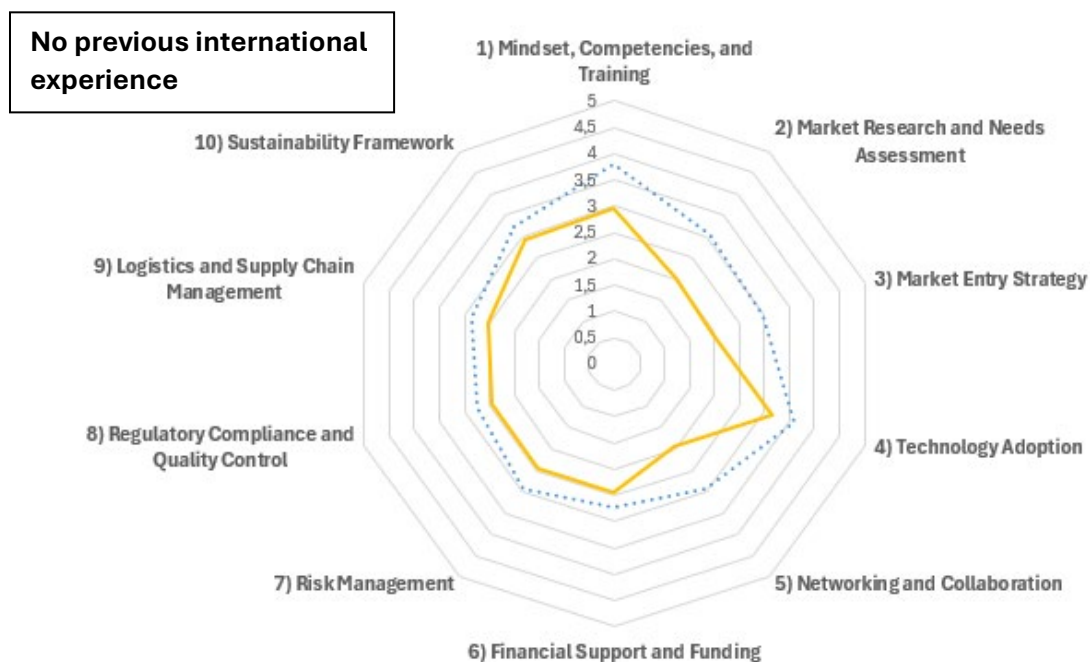 No previous international
experience
1) Mindset, Competencies, and
Training
2) Market Research and Needs
Assessment
3) Market Entry Strategy
4) Technology Adoption
5) Networking and Collaboration
6) Financial Support and Funding
7) Risk Management
8) Regulatory Compliance and
Quality Control
9) Logistics and Supply Chain
Management
10) Sustainability Framework
5
4,5
4
3,5
3
2,5
2
1,5
1
0,5
0